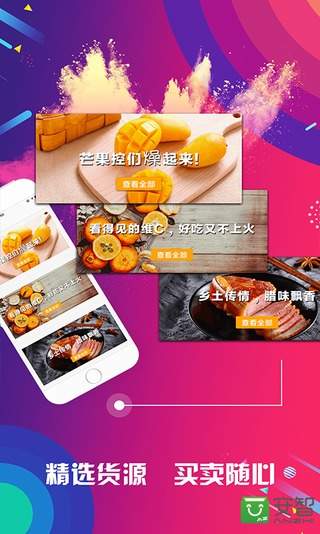 芒果控们燥起来!
查看全部
看得见的维C，好吃又不上火
查看全部
乡土传情，腊味飘香
查看全部
精选货源 买卖随心
安智
ANZHI